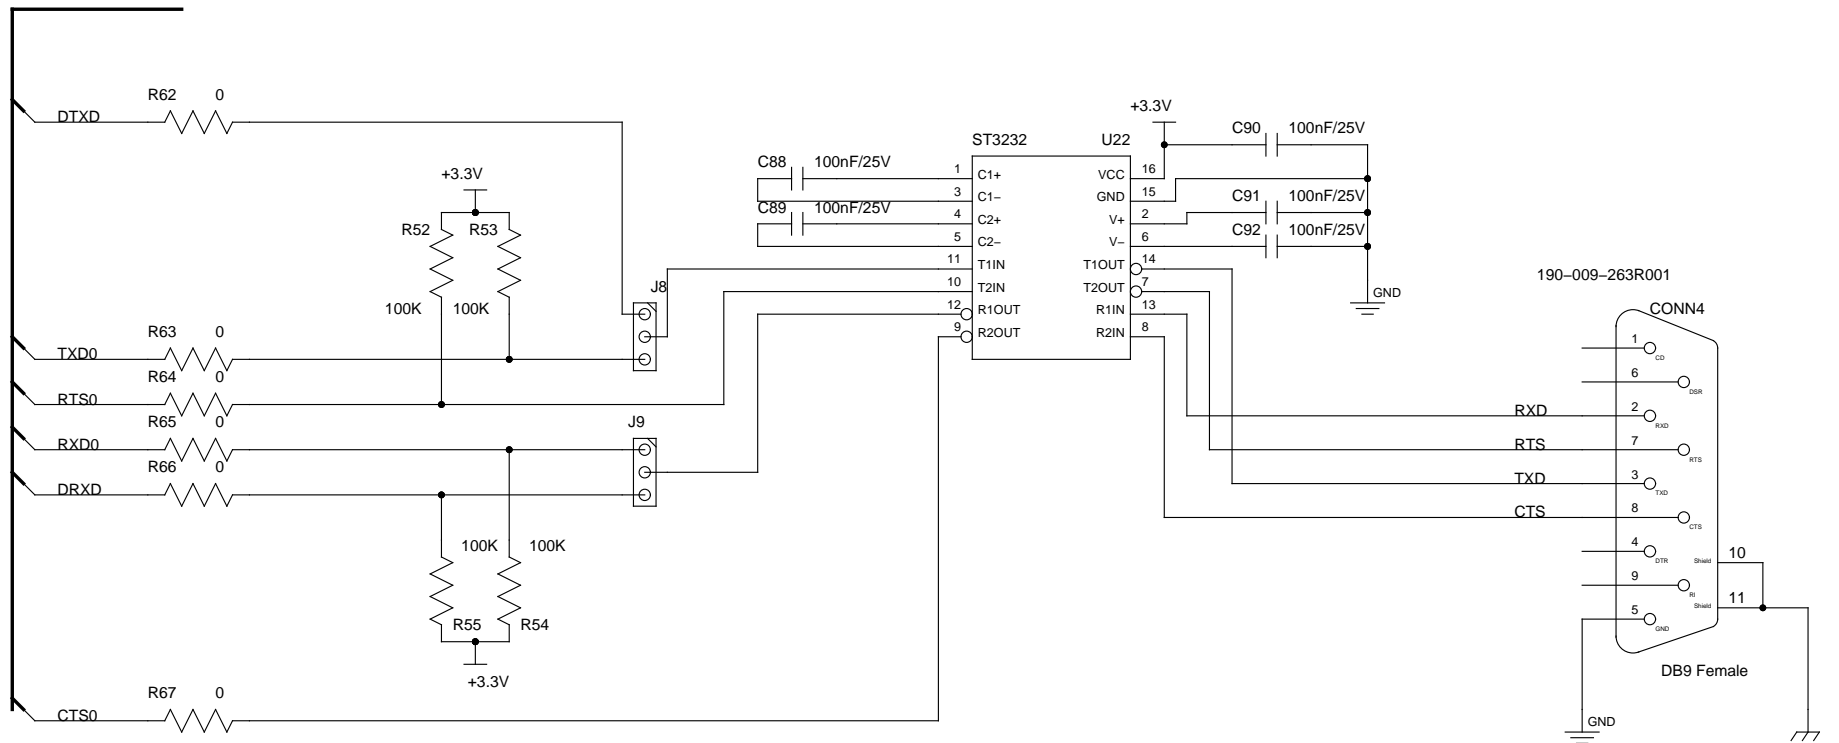 R62 0
DTXD
+3.3V
R52 R53
100K 100K
J8
R63 0
TXD0
R64 0
RTS0
R65 0
RXD0
R66 0
DRXD
J9
100K 100K
R55 R54
+3.3V
R67 0
CTS0
C88 100nF/25V
C89 100nF/25V
ST3232 U22
1 C1+
3 C1−
4 C2+
5 C2−
11 T1IN
10 T2IN
12 R1OUT
9 R2OUT
VCC 16
GND 15
V+ 2
V− 6
T1OUT 14
T2OUT 7
R1IN 13
R2IN 8
+3.3V
C90 100nF/25V
C91 100nF/25V
C92 100nF/25V
GND
190−009−263R001
CONN4
1 CD
6 DSR
RXD 2 RXD
RTS 7 RTS
TXD 3 TXD
CTS 8 CTS
4 DTR
Shield 10
9 RI
Shield 11
5 GND
DB9 Female
GND